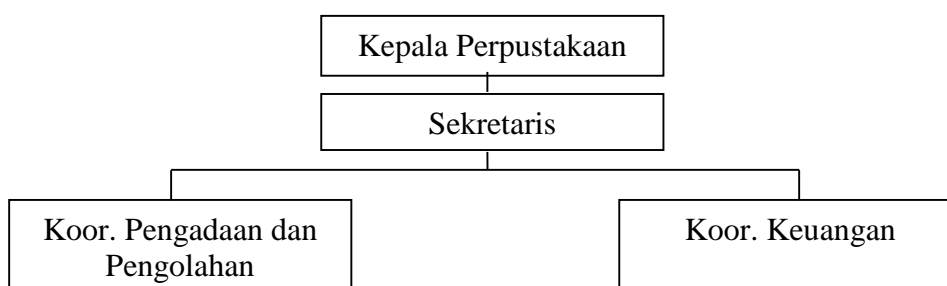 Kepala Perpustakaan
Sekretaris
Koor. Pengadaan dan
Pengolahan
Koor. Keuangan